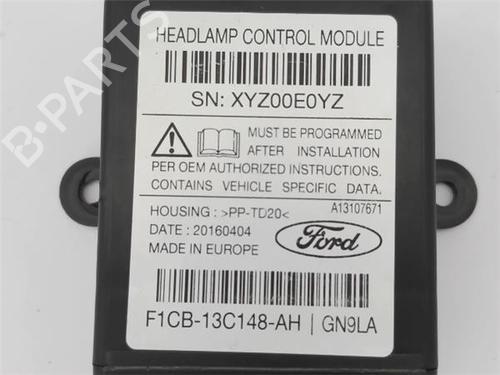 HEADLAMP CONTROL MODULE
SN: XYZ00E0YZ
MUST BE PROGRAMMED
AFTER INSTALLATION
PER OEM AUTHORIZED INSTRUCTIONS.
CONTAINS VEHICLE SPECIFIC DATA.
HOUSING : >PP-TD20< A13107671
DATE : 20160404
MADE IN EUROPE
Ford
F1CB-13C148-AH | GN9LA
B-PARTS